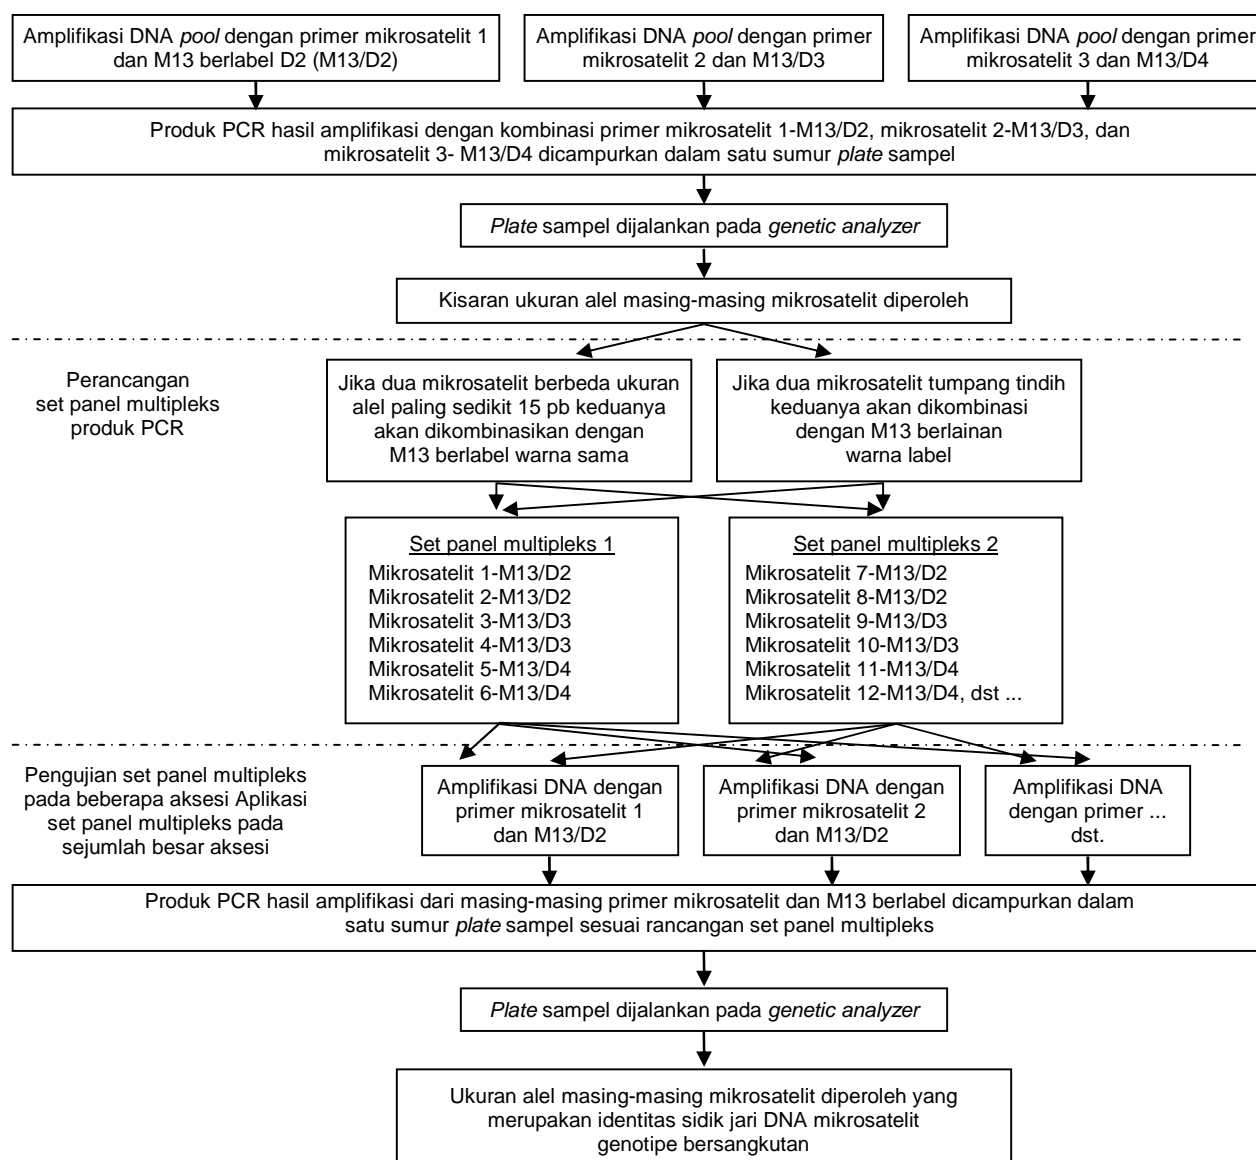 Amplifikasi DNA pool dengan primer mikrosatelit 1
dan M13 berlabel D2 (M13/D2)
Amplifikasi DNA pool dengan primer
mikrosatelit 2 dan M13/D3
Amplifikasi DNA pool dengan primer
mikrosatelit 3 dan M13/D4
Produk PCR hasil amplifikasi dengan kombinasi primer mikrosatelit 1-M13/D2, mikrosatelit 2-M13/D3, dan
mikrosatelit 3- M13/D4 dicampurkan dalam satu sumur plate sampel
Plate sampel dijalankan pada genetic analyzer
Kisaran ukuran alel masing-masing mikrosatelit diperoleh
Perancangan
set panel multipleks
produk PCR
Jika dua mikrosatelit berbeda ukuran
alel paling sedikit 15 pb keduanya
akan dikombinasikan dengan
M13 berlabel warna sama
Jika dua mikrosatelit tumpang tindih
keduanya akan dikombinasi
dengan M13 berlainan
warna label
Set panel multipleks 1
Mikrosatelit 1-M13/D2
Mikrosatelit 2-M13/D2
Mikrosatelit 3-M13/D3
Mikrosatelit 4-M13/D3
Mikrosatelit 5-M13/D4
Mikrosatelit 6-M13/D4
Set panel multipleks 2
Mikrosatelit 7-M13/D2
Mikrosatelit 8-M13/D2
Mikrosatelit 9-M13/D3
Mikrosatelit 10-M13/D3
Mikrosatelit 11-M13/D4
Mikrosatelit 12-M13/D4, dst ...
Pengujian set panel multipleks
pada beberapa aksesi Aplikasi
set panel multipleks pada
sejumlah besar aksesi
Amplifikasi DNA dengan
primer mikrosatelit 1
dan M13/D2
Amplifikasi DNA dengan
primer mikrosatelit 2
dan M13/D2
Amplifikasi DNA
dengan primer ...
dst.
Produk PCR hasil amplifikasi dari masing-masing primer mikrosatelit dan M13 berlabel dicampurkan dalam
satu sumur plate sampel sesuai rancangan set panel multipleks
Plate sampel dijalankan pada genetic analyzer
Ukuran alel masing-masing mikrosatelit diperoleh yang
merupakan identitas sidik jari DNA mikrosatelit
genotipe bersangkutan